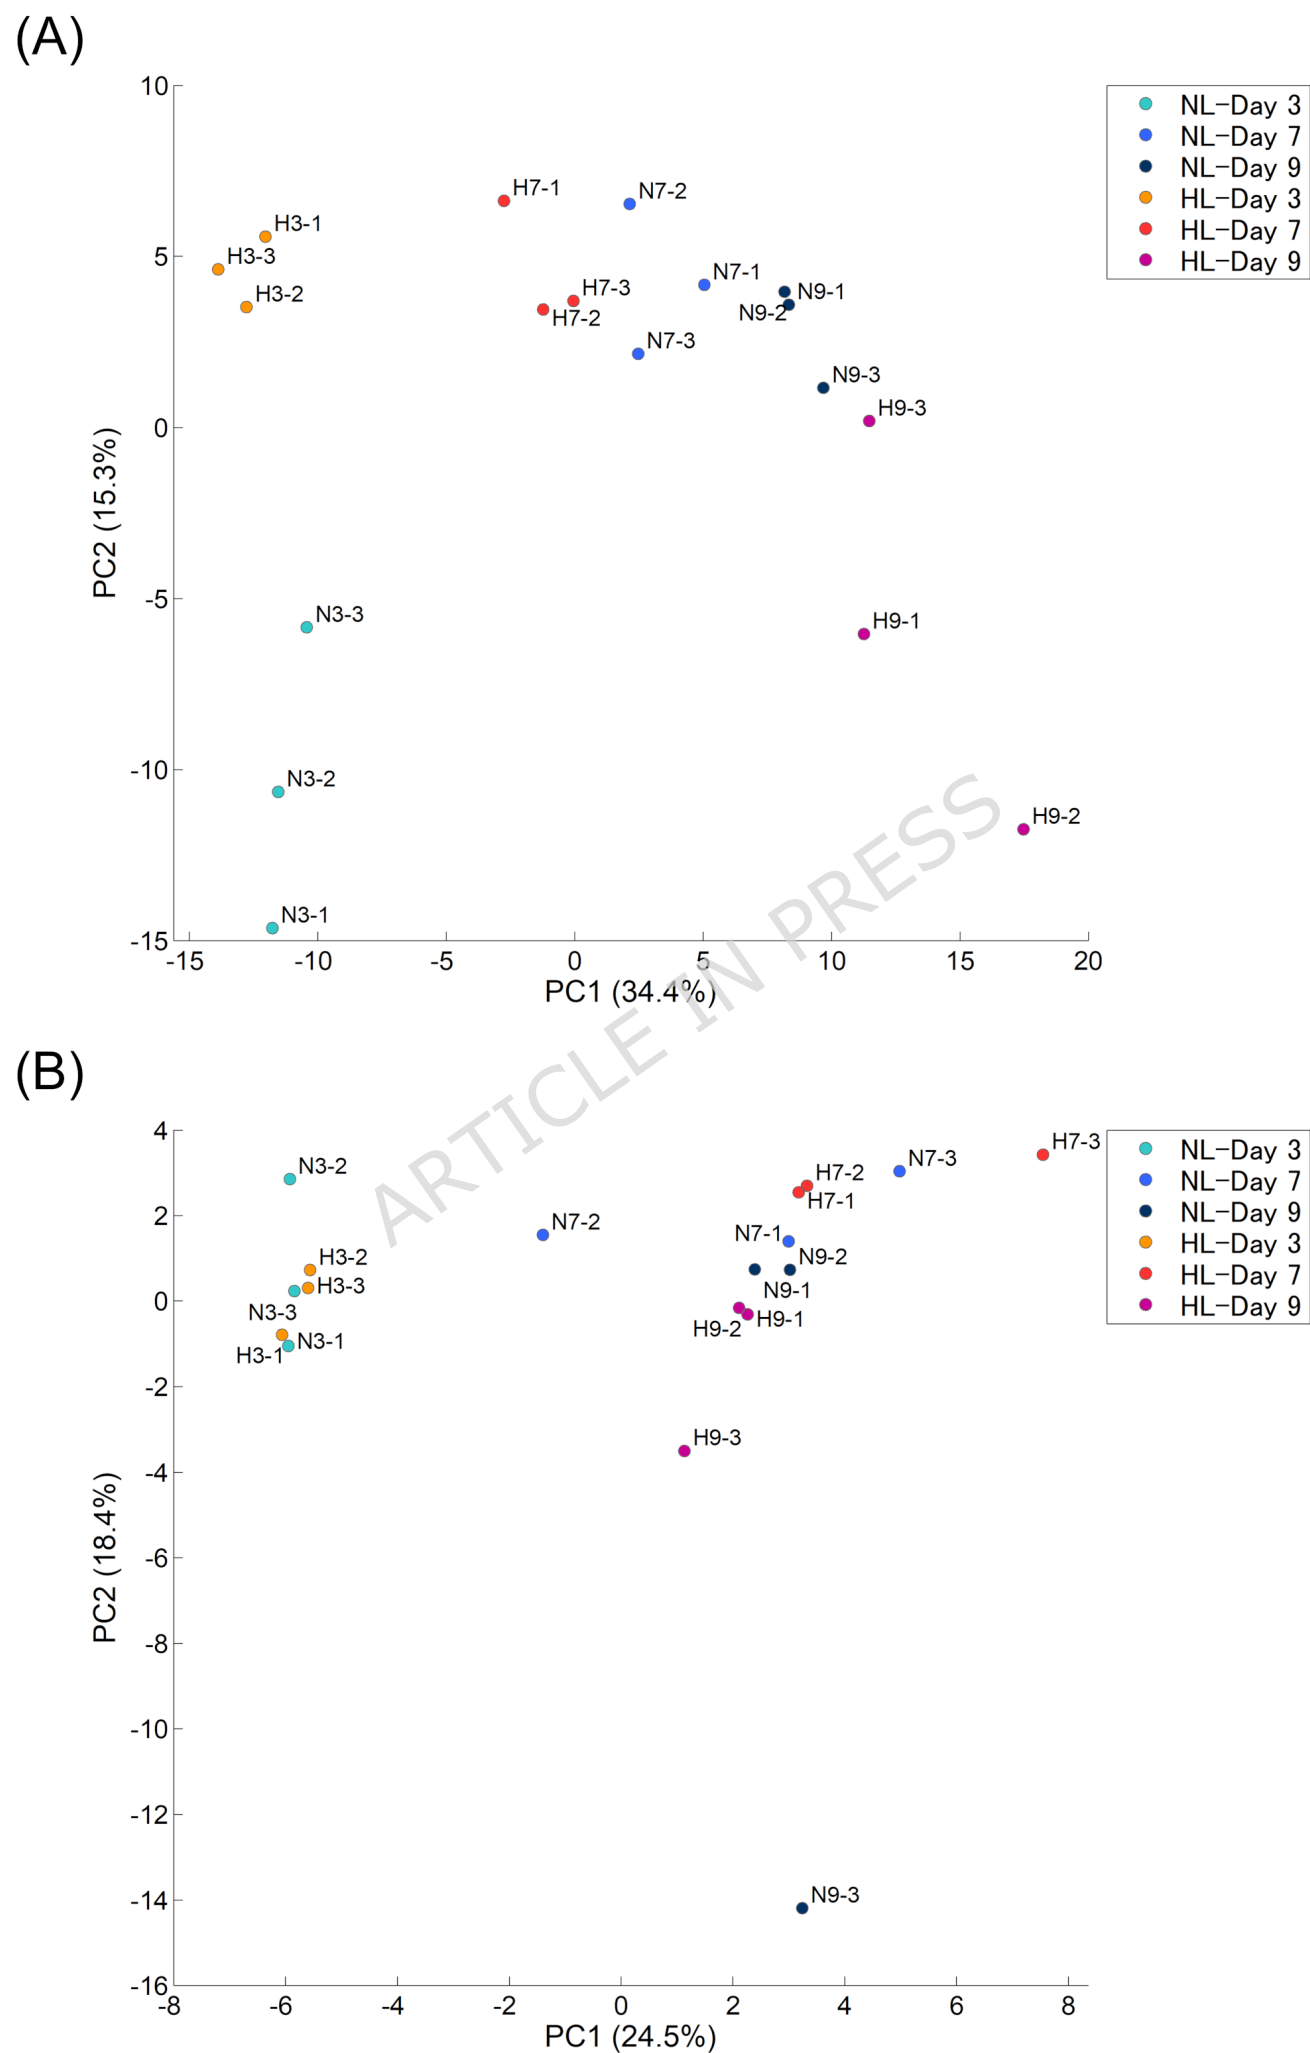 (A)
10
5
0
-5
-10
-15
-15
-10
-5
0
5
10
15
20
PC2 (15.3%)
PC1 (34.4%)
NL-Day 3
NL-Day 7
NL-Day 9
HL-Day 3
HL-Day 7
HL-Day 9
H7-1
N7-2
H3-1
H3-3
H3-2
N7-1
H7-3
H7-2
N9-1
N9-2
N7-3
N9-3
H9-3
N3-3
H9-1
N3-2
H9-2
N3-1
ARTICLE IN PRESS
(B)
4
2
0
-2
-4
-6
-8
-10
-12
-14
-16
-8
-6
-4
-2
0
2
4
6
8
PC2 (18.4%)
PC1 (24.5%)
NL-Day 3
NL-Day 7
NL-Day 9
HL-Day 3
HL-Day 7
HL-Day 9
H7-3
N7-3
N3-2
H7-2
H7-1
N7-2
N7-1
H3-2
N9-2
H3-3
N9-1
N3-3
H9-1
H9-2
N3-1
H3-1
H9-3
N9-3